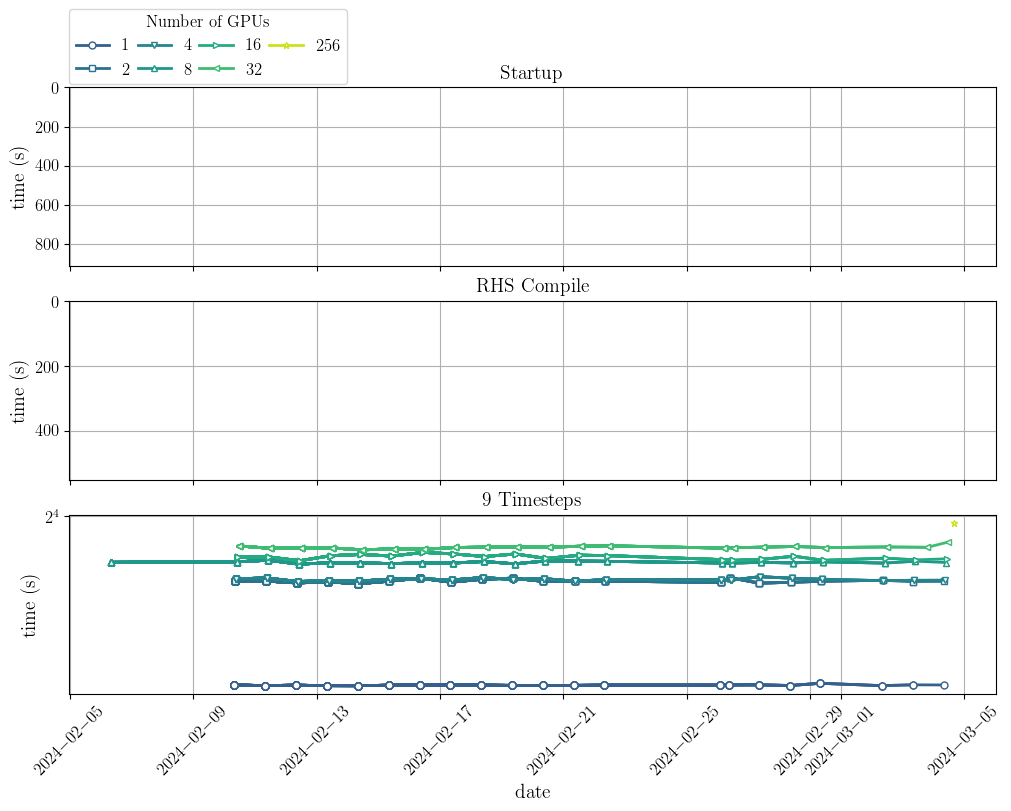 Number of GPUs
1 4 16 256
2 8 32
Startup
0
200
400
600
800
time (s)
RHS Compile
0
200
400
time (s)
9 Timesteps
2⁴
time (s)
2024−02−05 2024−02−09 2024−02−13 2024−02−17 2024−02−21 2024−02−25 2024−02−29 2024−03−01 2024−03−05
date